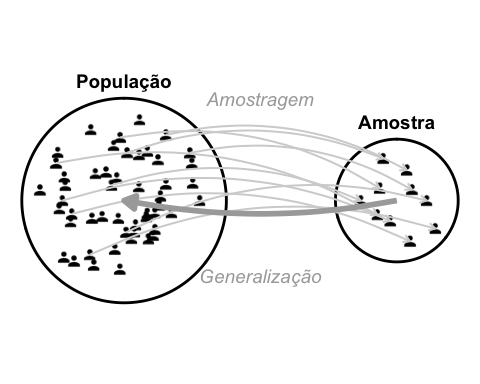 População
Amostragem
Amostra
Generalização